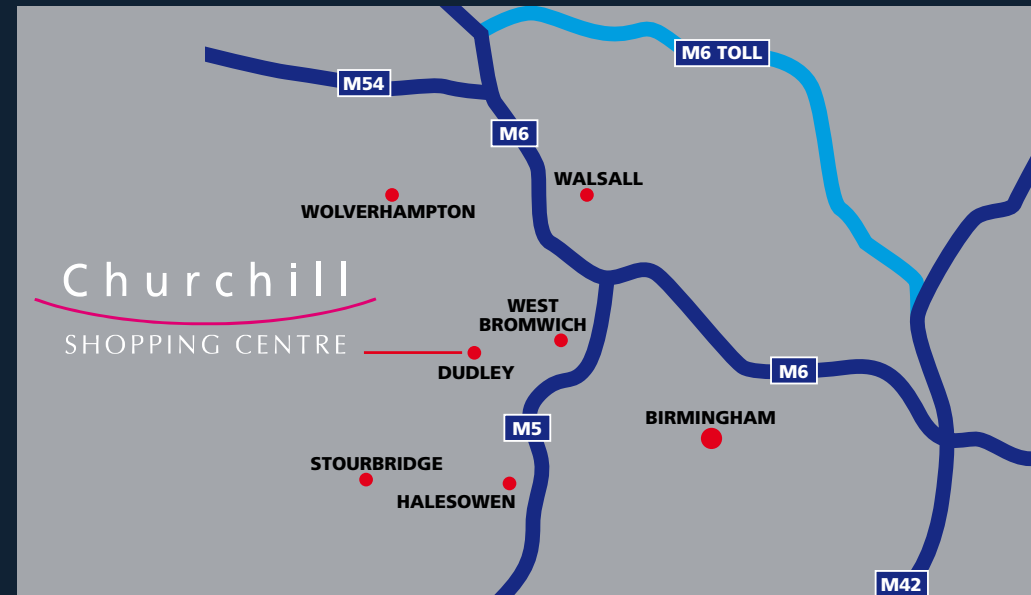 M6 TOLL
M54
M6
WALSALL
WOLVERHAMPTON
Churchill
SHOPPING CENTRE
WEST
BROMWICH
DUDLEY
M6
BIRMINGHAM
M5
STOURBRIDGE
HALESOWEN
M42